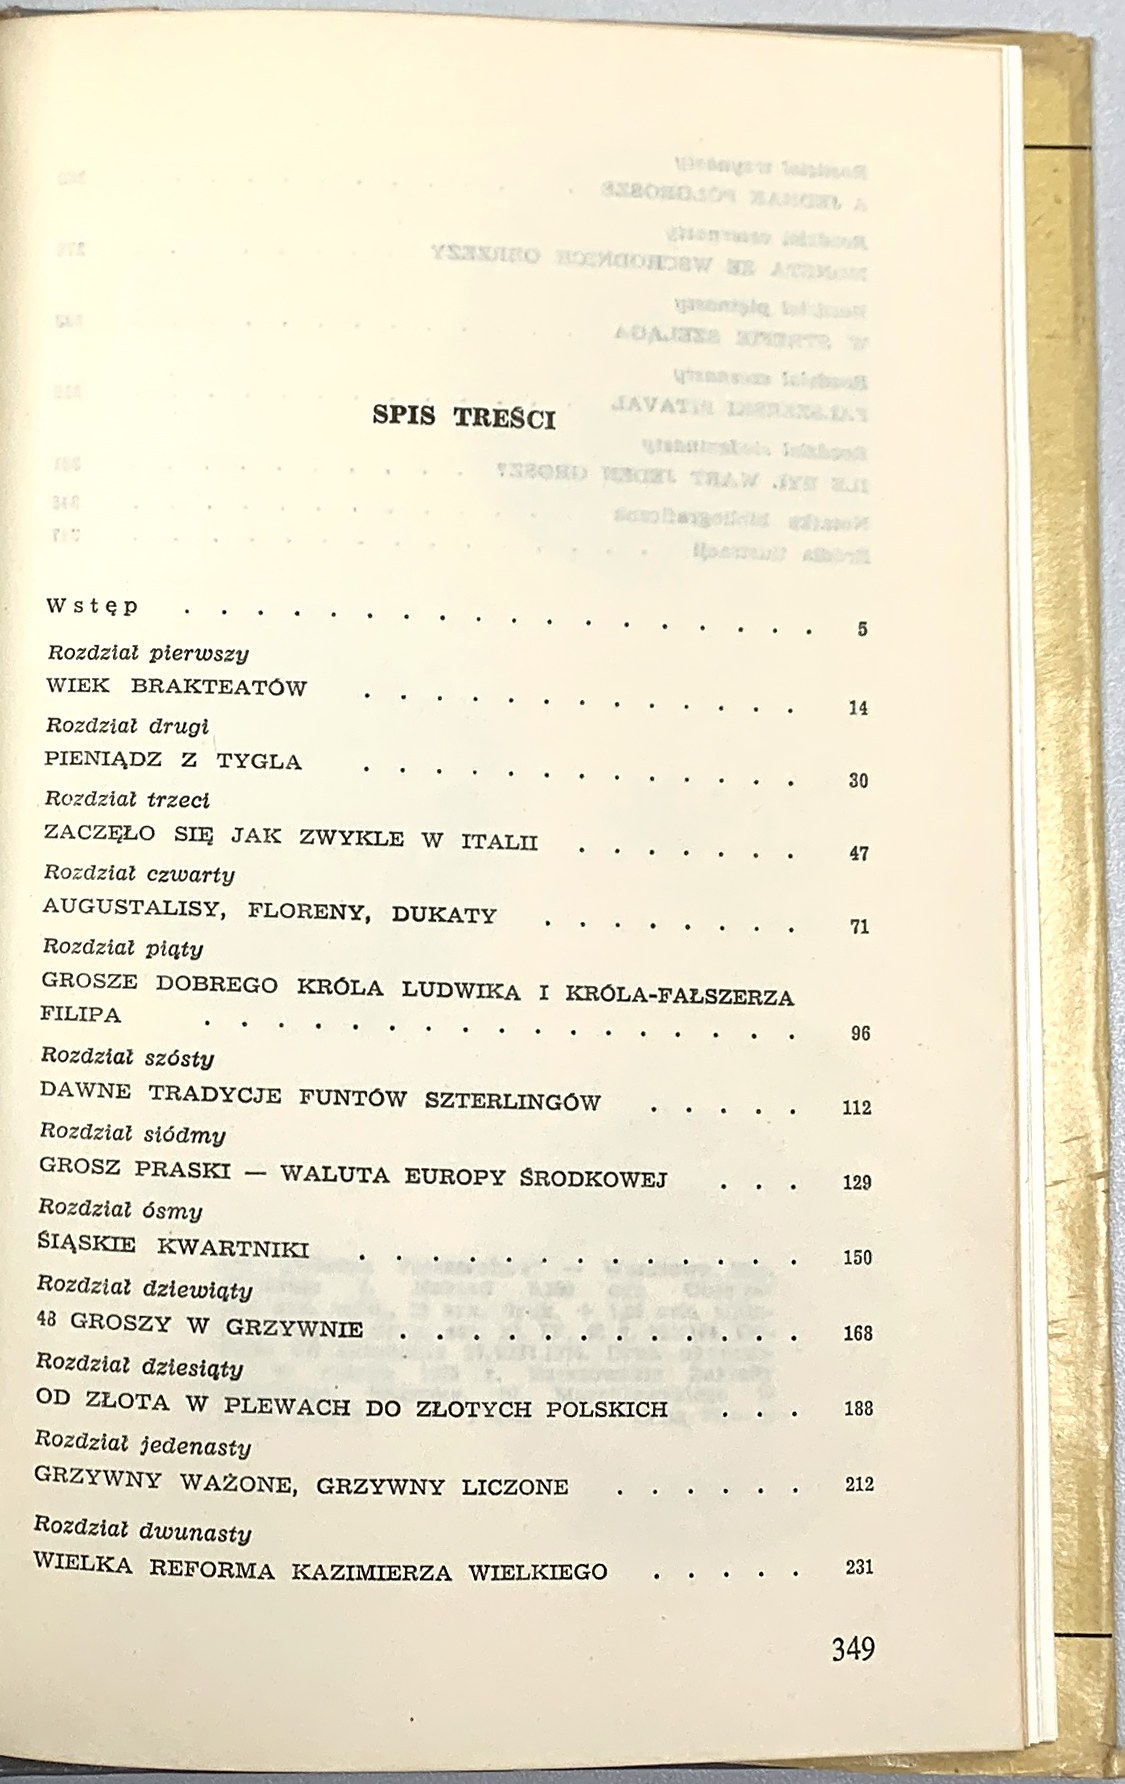 SPIS TREŚCI
Wstęp . . . . . . . . . . . . . . . . . . 5
Rozdział pierwszy
WIEK BRAKTEATÓW . . . . . . . . . . . . . 14
Rozdział drugi
PIENIĄDZ Z TYGLA . . . . . . . . . . . . . 30
Rozdział trzeci
ZACZĘŁO SIĘ JAK ZWYKLE W ITALII . . . . . . . 47
Rozdział czwarty
AUGUSTALISY, FLORENY, DUKATY . . . . . . . . 71
Rozdział piąty
GROSZE DOBREGO KRÓLA LUDWIKA I KRÓLA-FAŁSZERZA
FILIPA . . . . . . . . . . . . . . . . . 96
Rozdział szósty
DAWNE TRADYCJE FUNTÓW SZTERLINGÓW . . . . . 112
Rozdział siódmy
GROSZ PRASKI — WALUTA EUROPY ŚRODKOWEJ . . . 129
Rozdział ósmy
ŚIĄSKIE KWARTNIKI . . . . . . . . . . . . 150
Rozdział dziewiąty
48 GROSZY W GRZYWNIE . . . . . . . . . . . 168
Rozdział dziesiąty
OD ZŁOTA W PLEWACH DO ZŁOTYCH POLSKICH . . . 188
Rozdział jedenasty
GRZYWNY WAŻONE, GRZYWNY LICZONE . . . . . . 212
Rozdział dwunasty
WIELKA REFORMA KAZIMIERZA WIELKIEGO . . . . . 231
349